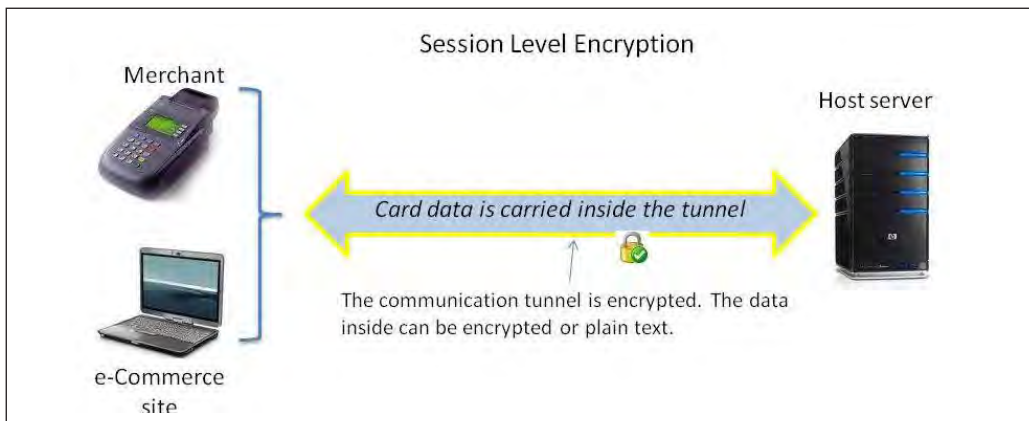 Session Level Encryption
Merchant
Host server
Card data is carried inside the tunnel
The communication tunnel is encrypted. The data
inside can be encrypted or plain text.
e-Commerce
site